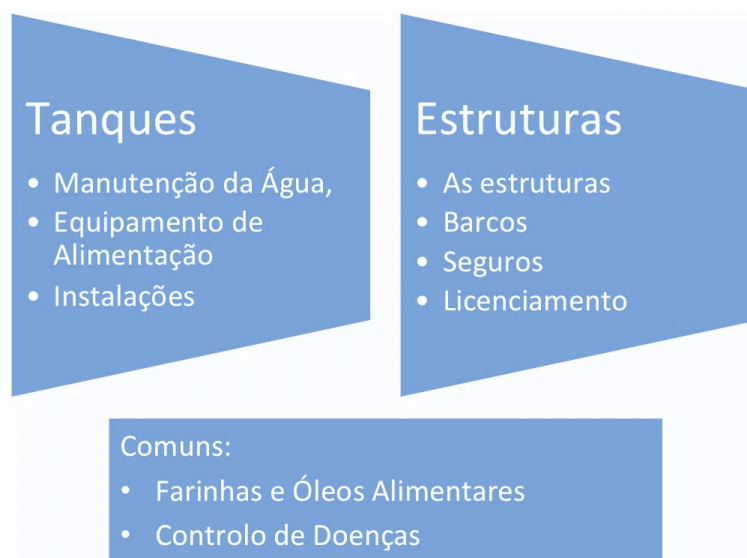 Tanques
• Manutenção da Água,
• Equipamento de
Alimentação
• Instalações
Estruturas
• As estruturas
• Barcos
• Seguros
• Licenciamento
Comuns:
• Farinhas e Óleos Alimentares
• Controlo de Doenças